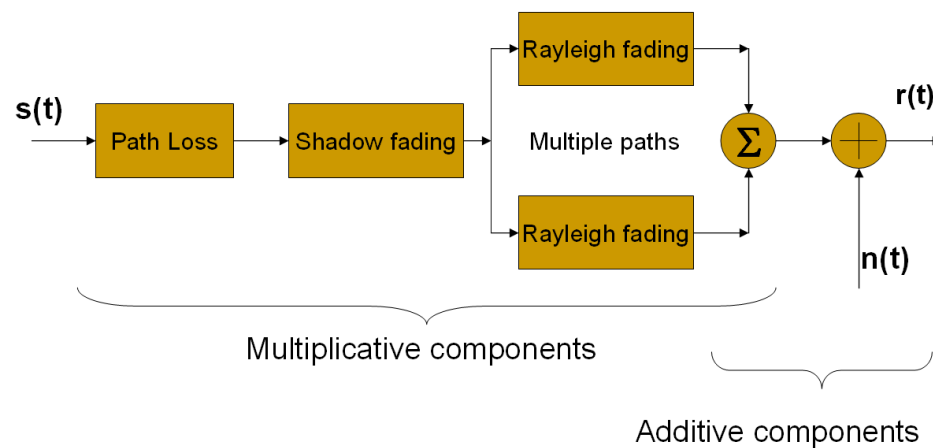 s(t)
Path Loss
Shadow fading
Rayleigh fading
Multiple paths
Rayleigh fading
Σ
+
r(t)
n(t)
Multiplicative components
Additive components